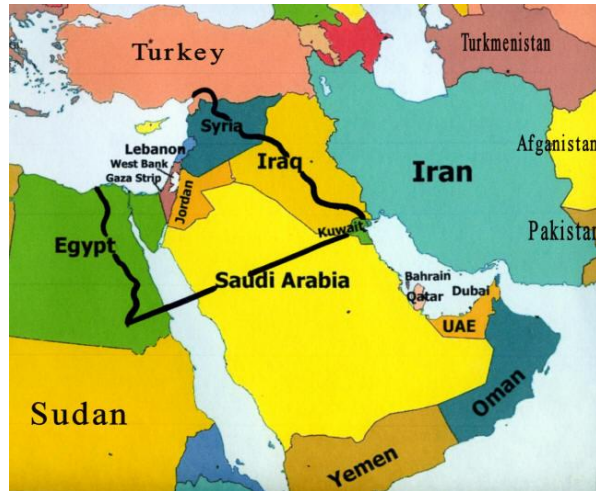 Turkey
Turkmenistan
Syria
Lebanon
West Bank
Gaza Strip
Iraq
Iran
Afganistan
Jordan
Kuwait
Pakistan
Egypt
Saudi Arabia
Bahrain
Qatar
Dubai
UAE
Oman
Sudan
Yemen